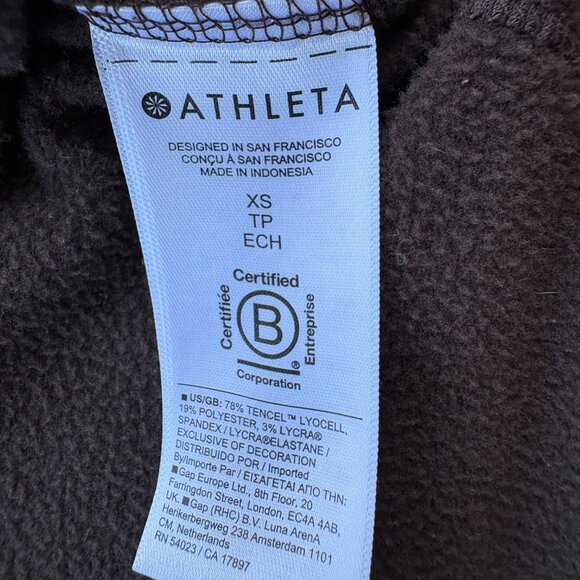 ATHLETA
DESIGNED IN SAN FRANCISCO
CONÇU À SAN FRANCISCO
MADE IN INDONESIA
XS
TP
ECH
Certified
Certifiée
B
Entreprise
Corporation
■ US/GB: 78% TENCEL™ LYOCELL,
19% POLYESTER, 3% LYCRA®
SPANDEX / LYCRA®ELASTANE /
EXCLUSIVE OF DECORATION
DISTRIBUIDO POR / Imported
By/Importe Par / ΕΙΣΑΓΕΤΑΙ ΑΠΟ ΤΗΝ:
■Gap Europe Ltd., 8th Floor, 20
Farringdon Street, London, EC4A 4AB,
UK. ■ Gap (RHC) B.V. Luna ArenA
Herikerbergweg 238 Amsterdam 1101
CM, Netherlands
RN 54023 / CA 17897